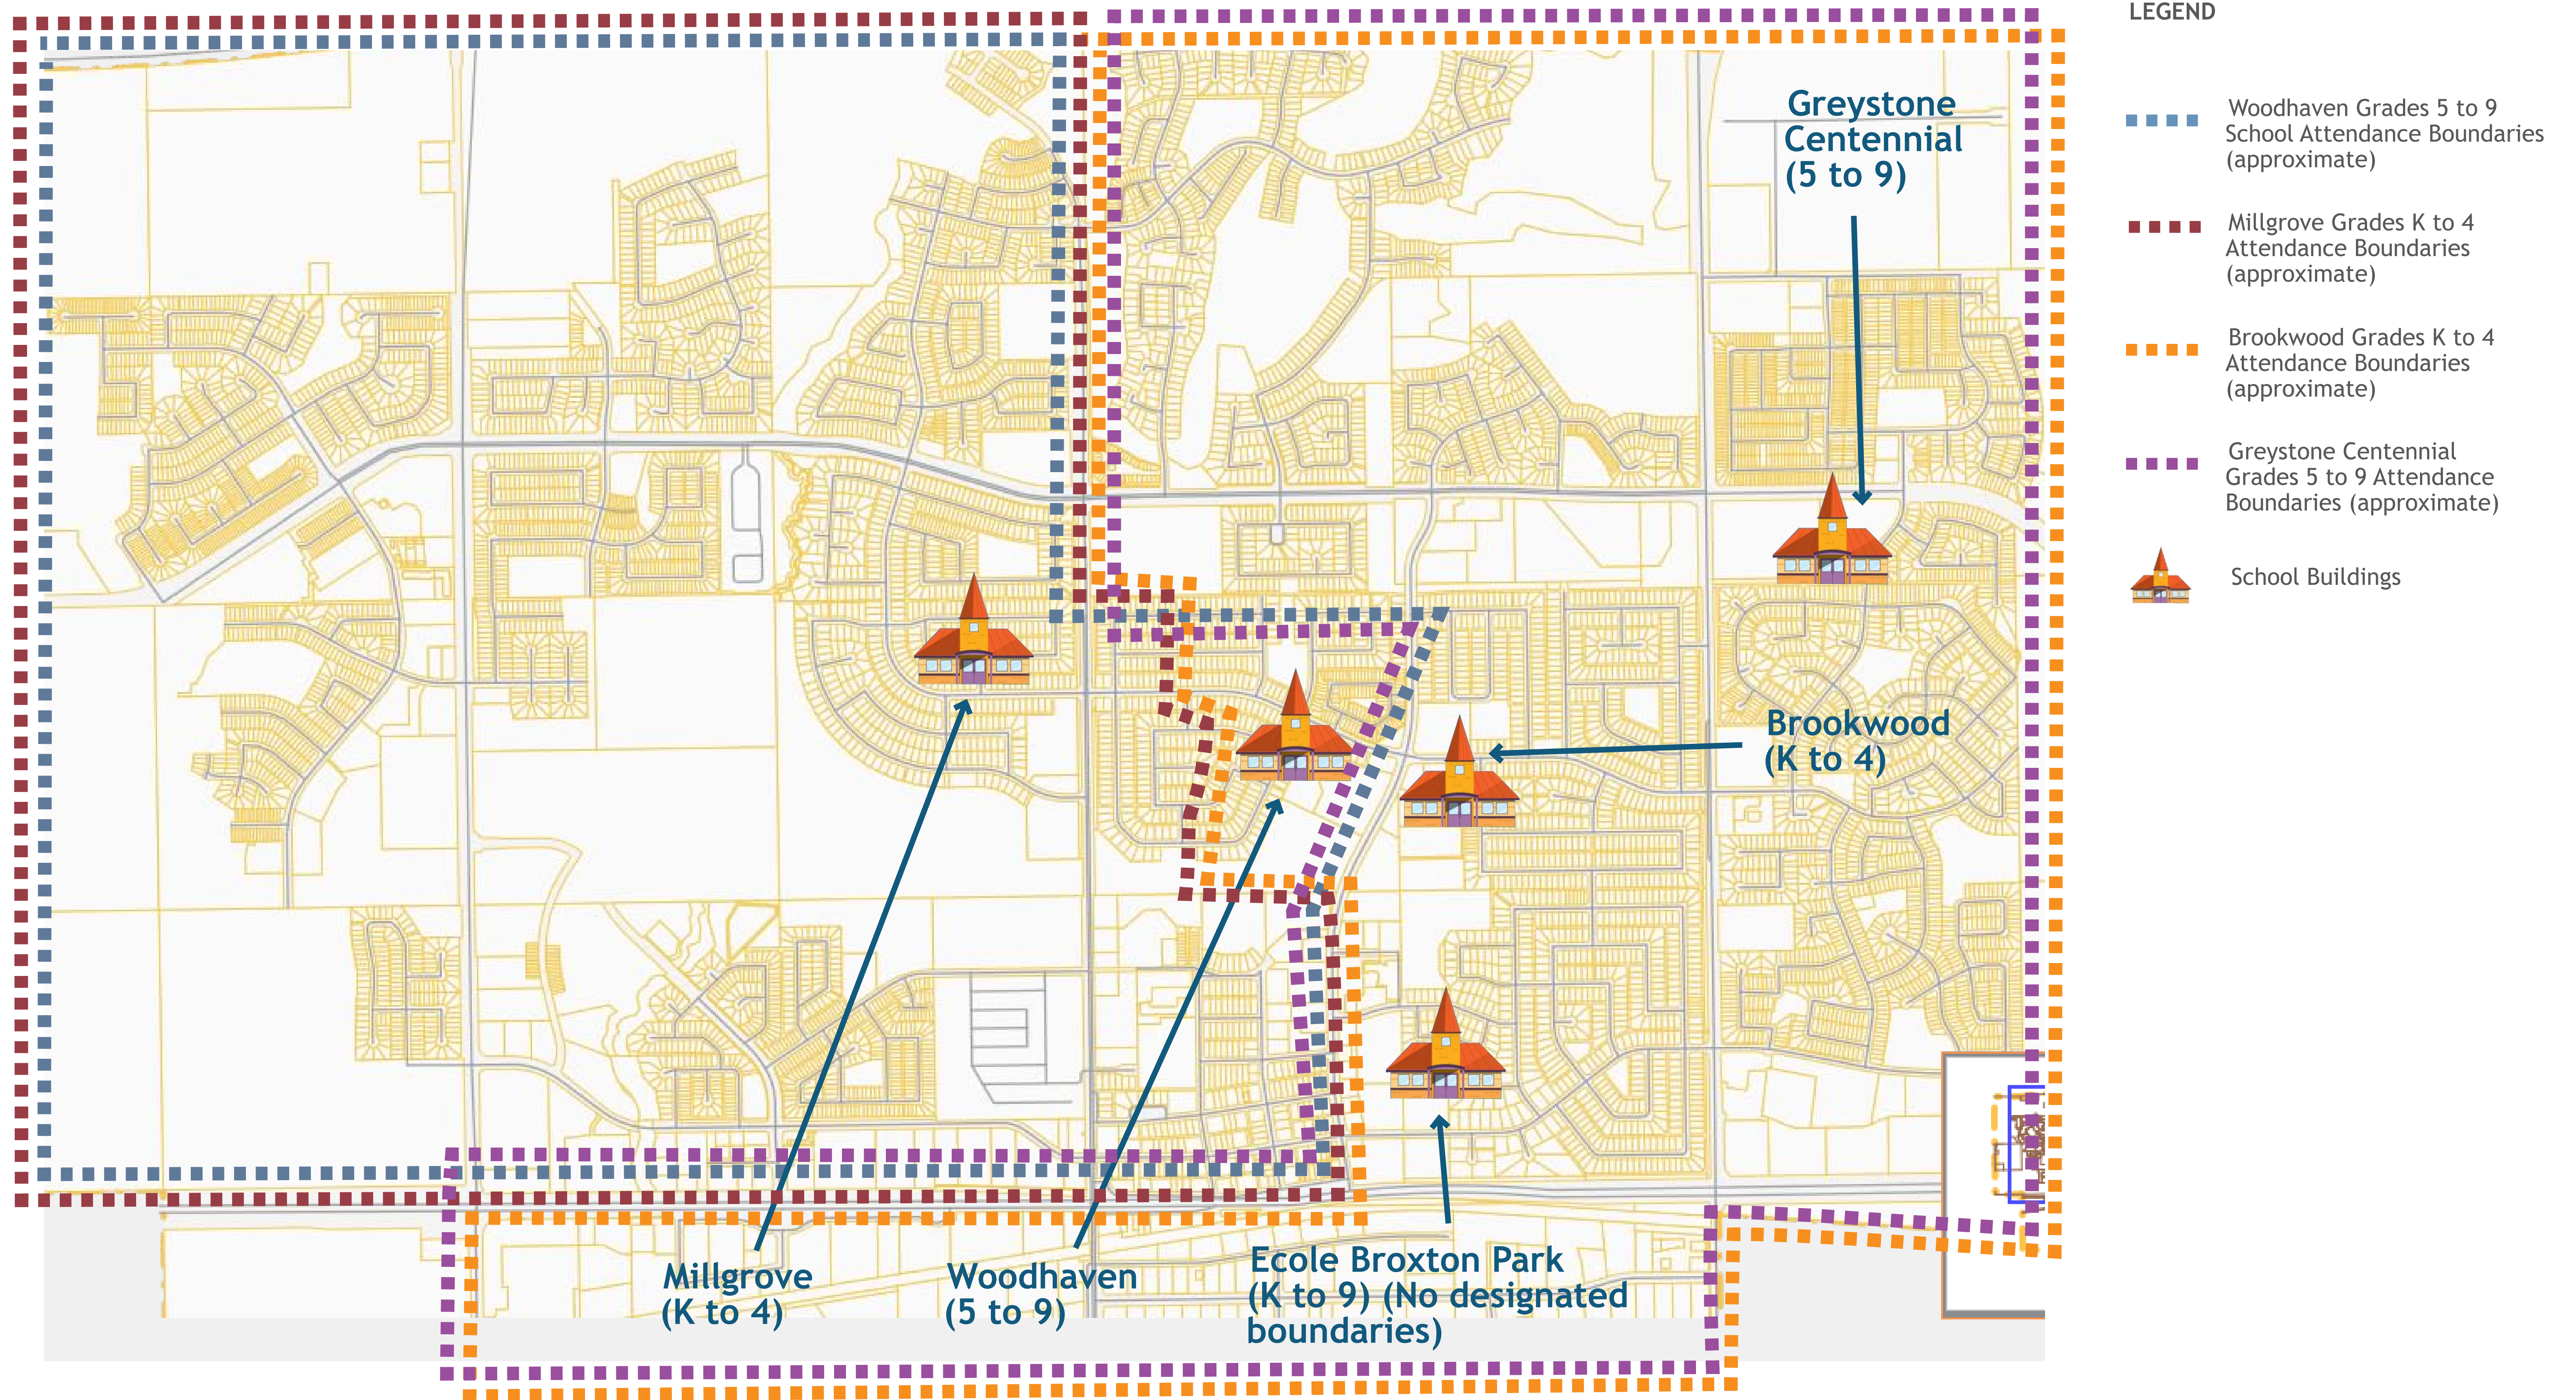 LEGEND
Woodhaven Grades 5 to 9
School Attendance Boundaries
(approximate)
Millgrove Grades K to 4
Attendance Boundaries
(approximate)
Brookwood Grades K to 4
Attendance Boundaries
(approximate)
Greystone Centennial
Grades 5 to 9 Attendance
Boundaries (approximate)
School Buildings
Greystone
Centennial
(5 to 9)
Brookwood
(K to 4)
Millgrove
(K to 4)
Woodhaven
(5 to 9)
Ecole Broxton Park
(K to 9) (No designated
boundaries)